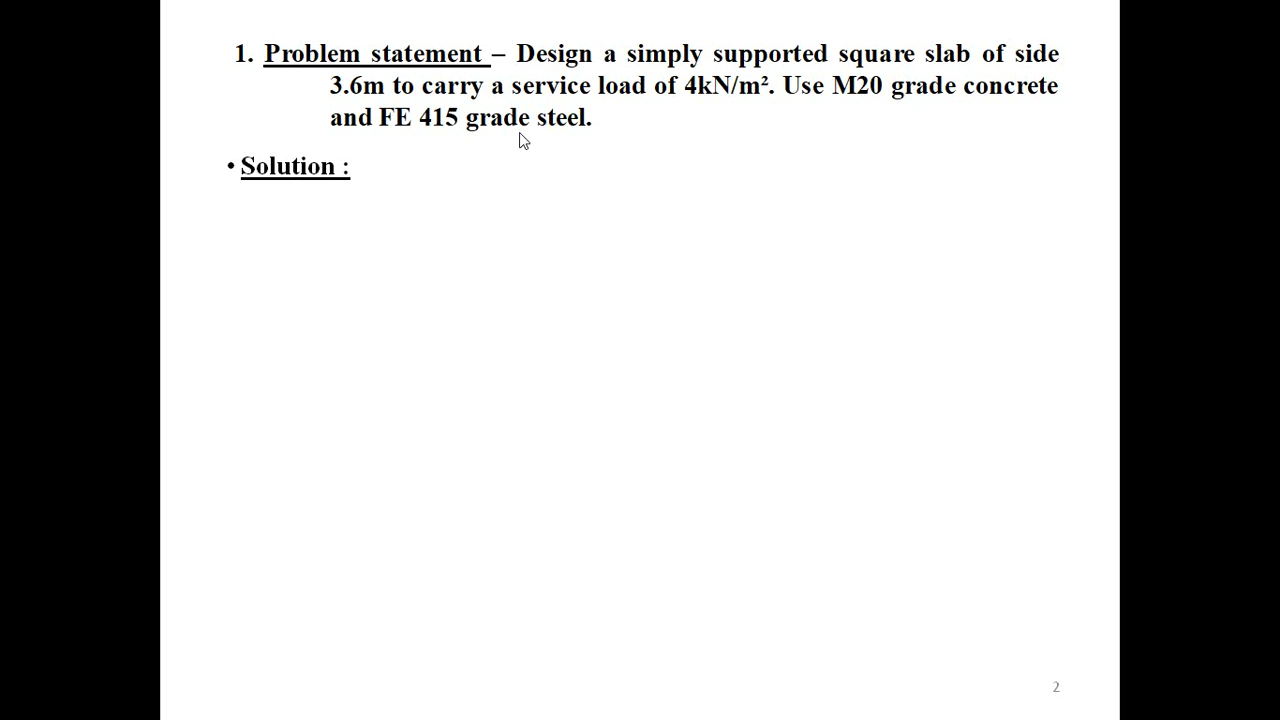 1. Problem statement – Design a simply supported square slab of side
3.6m to carry a service load of 4kN/m². Use M20 grade concrete
and FE 415 grade steel.
• Solution :
2